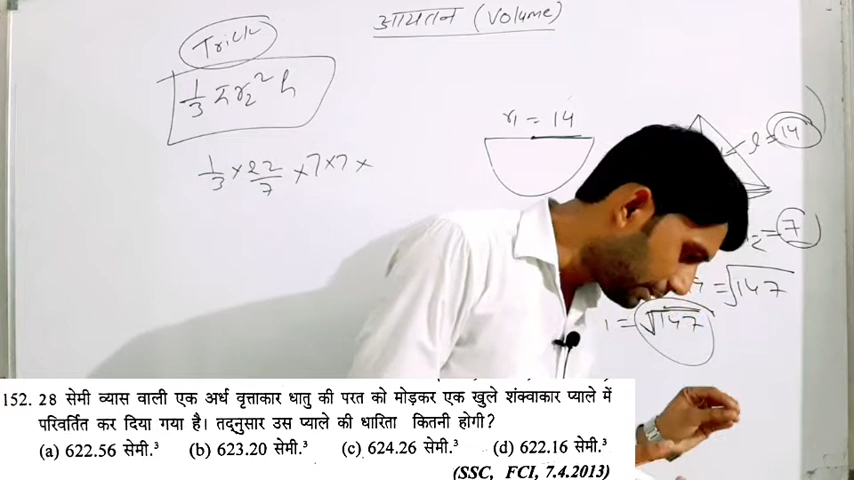 आयतन (Volume)
Trick
1/3 π r₂² h
1/3 × 22/7 × 7 × 7 ×
r₁ = 14
l = 14
= 7
= √147
= √147
152. 28 सेमी व्यास वाली एक अर्ध वृत्ताकार धातु की परत को मोड़कर एक खुले शंक्वाकार प्याले में
परिवर्तित कर दिया गया है। तद्नुसार उस प्याले की धारिता कितनी होगी?
(a) 622.56 सेमी.³ (b) 623.20 सेमी.³ (c) 624.26 सेमी.³ (d) 622.16 सेमी.³
(SSC, FCI, 7.4.2013)